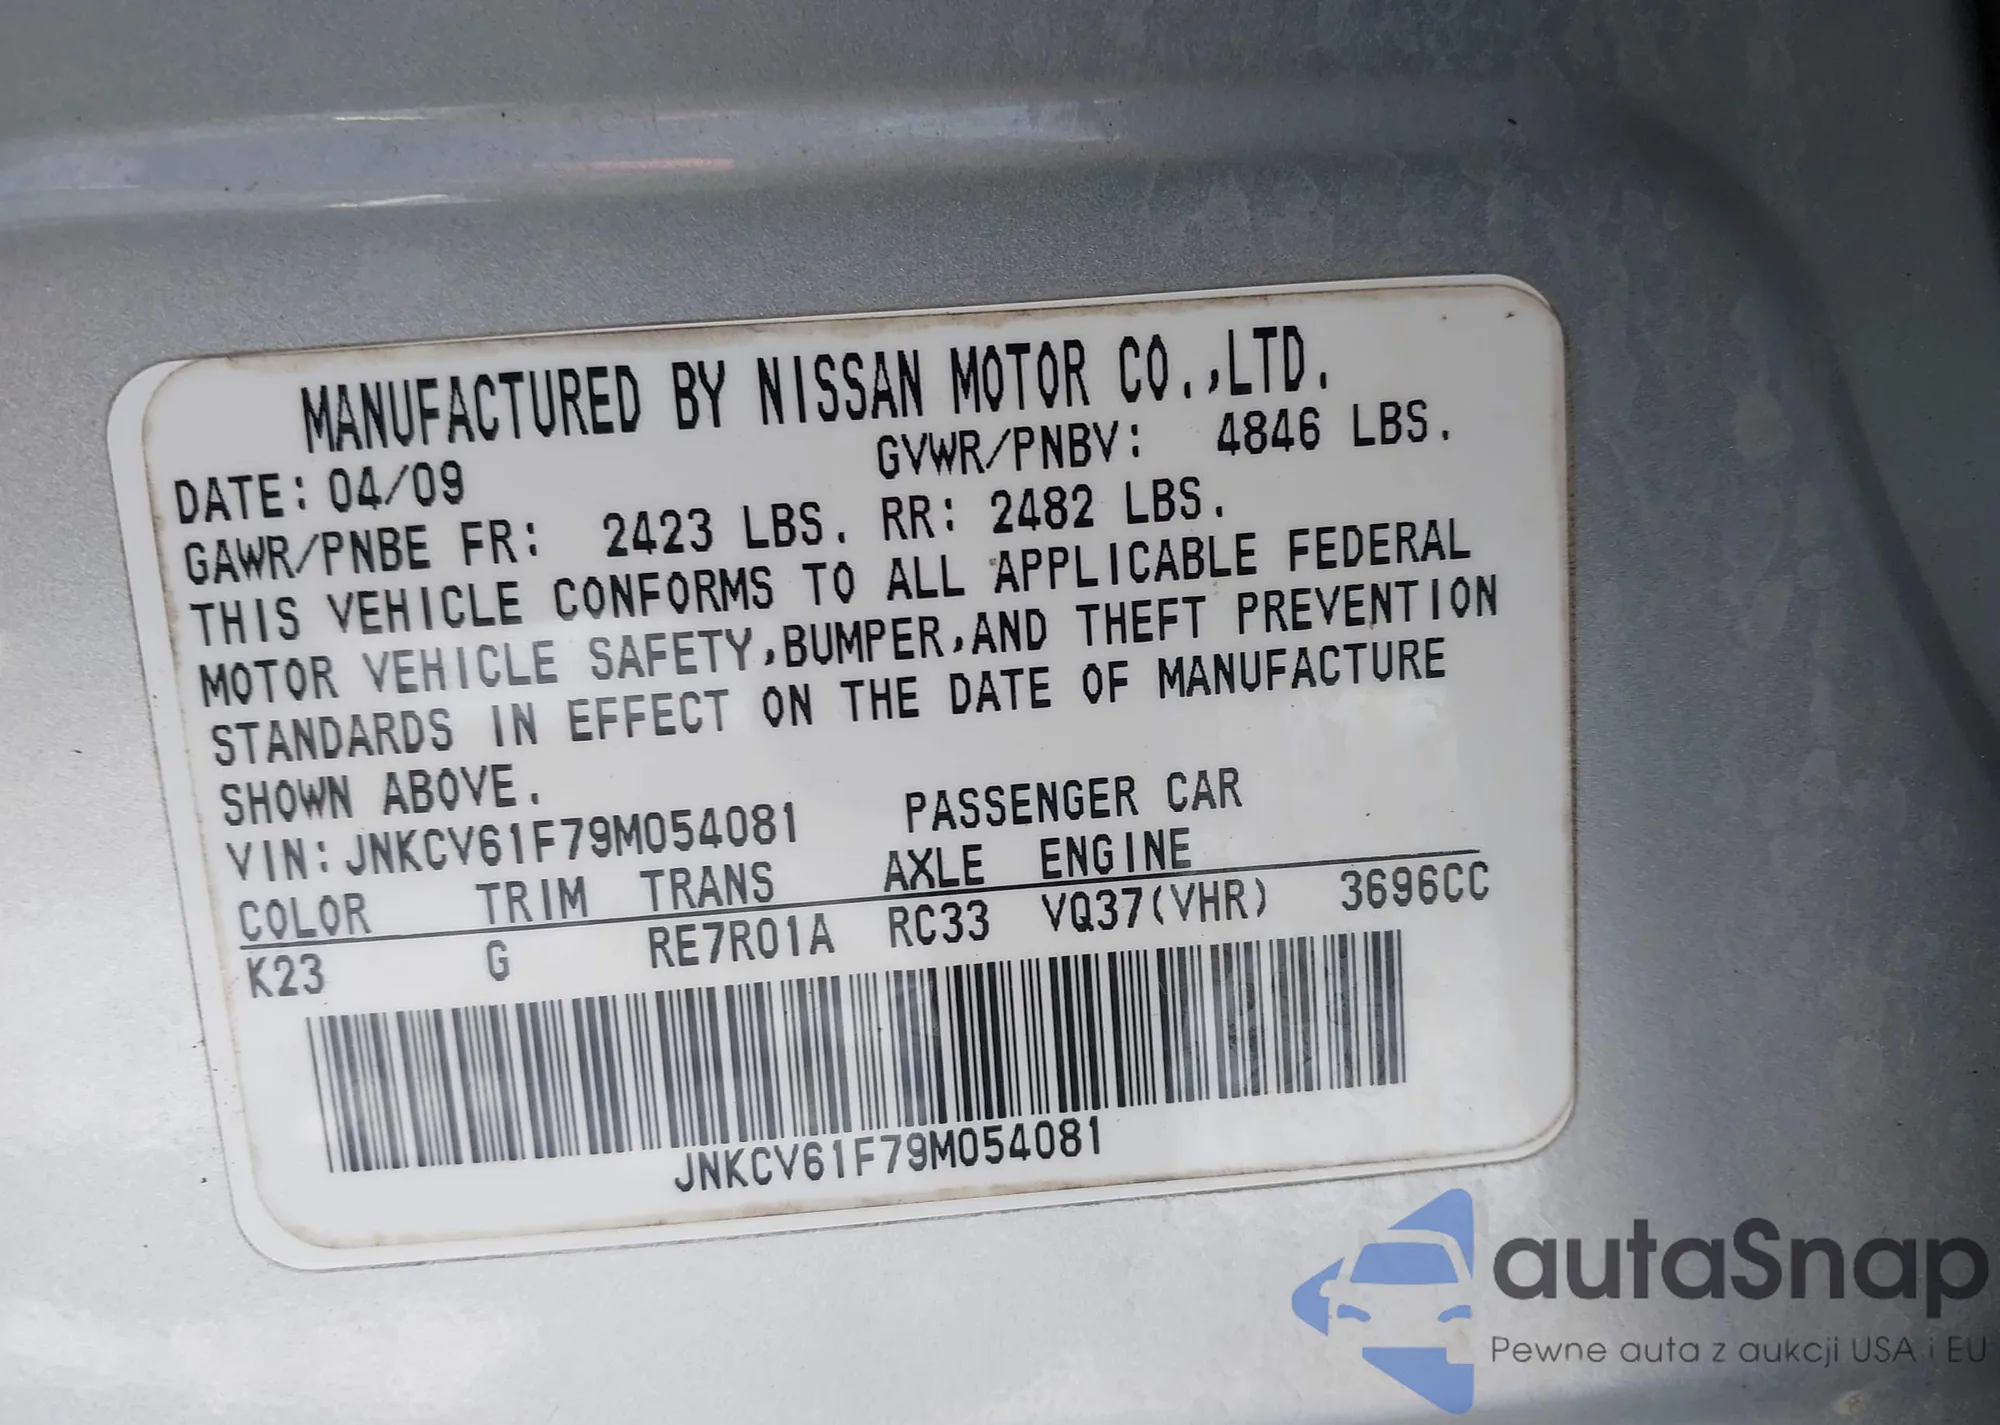 MANUFACTURED BY NISSAN MOTOR CO.,LTD.
DATE: 04/09 GVWR/PNBV: 4846 LBS.
GAWR/PNBE FR: 2423 LBS. RR: 2482 LBS.
THIS VEHICLE CONFORMS TO ALL APPLICABLE FEDERAL
MOTOR VEHICLE SAFETY,BUMPER,AND THEFT PREVENTION
STANDARDS IN EFFECT ON THE DATE OF MANUFACTURE
SHOWN ABOVE.
VIN: JNKCV61F79M054081 PASSENGER CAR
COLOR TRIM TRANS AXLE ENGINE
K23 G RE7R01A RC33 VQ37(VHR) 3696CC
JNKCV61F79M054081
autaSnap
Pewne auta z aukcji USA i EU